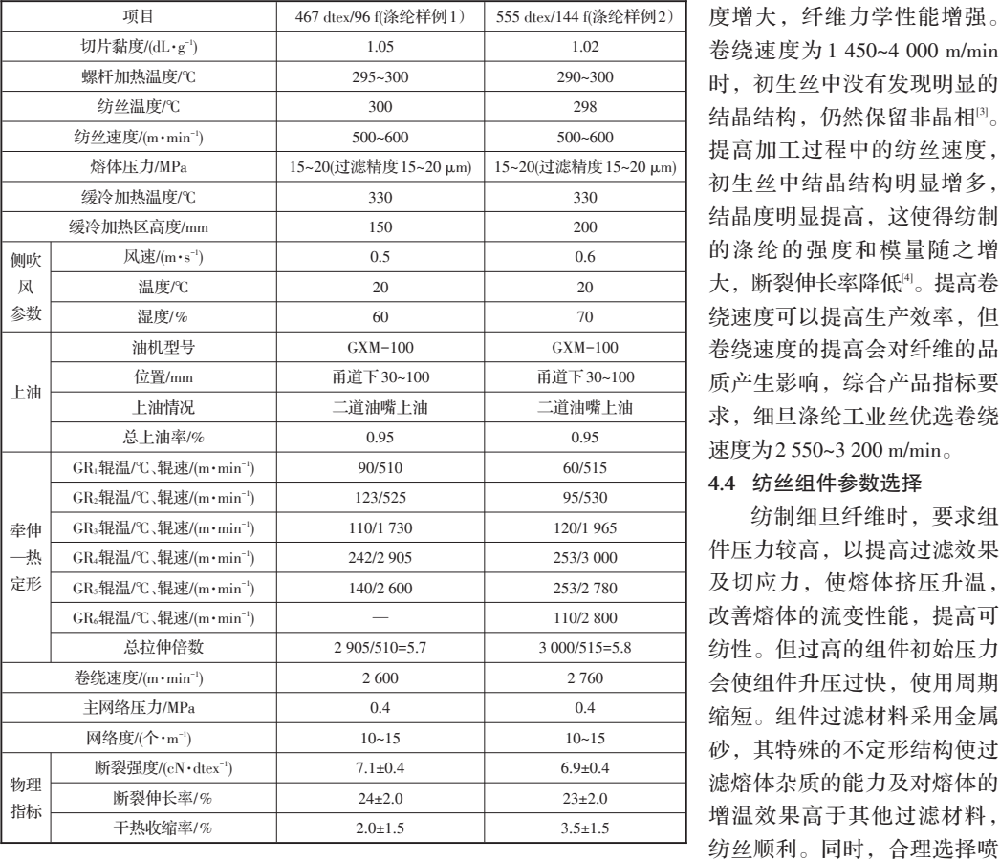 项目 467 dtex/96 f(涤纶样例1) 555 dtex/144 f(涤纶样例2)
切片黏度/(dL·g⁻¹) 1.05 1.02
螺杆加热温度/℃ 295~300 290~300
纺丝温度/℃ 300 298
纺丝速度/(m·min⁻¹) 500~600 500~600
熔体压力/MPa 15~20(过滤精度15~20 μm) 15~20(过滤精度15~20 μm)
缓冷加热温度/℃ 330 330
缓冷加热区高度/mm 150 200
侧吹风参数 风速/(m·s⁻¹) 0.5 0.6
温度/℃ 20 20
湿度/% 60 70
上油 油机型号 GXM-100 GXM-100
位置/mm 甬道下30~100 甬道下30~100
上油情况 二道油嘴上油 二道油嘴上油
总上油率/% 0.95 0.95
牵伸—热定形 GR₁辊温/℃、辊速/(m·min⁻¹) 90/510 60/515
GR₂辊温/℃、辊速/(m·min⁻¹) 123/525 95/530
GR₃辊温/℃、辊速/(m·min⁻¹) 110/1 730 120/1 965
GR₄辊温/℃、辊速/(m·min⁻¹) 242/2 905 253/3 000
GR₅辊温/℃、辊速/(m·min⁻¹) 140/2 600 253/2 780
GR₆辊温/℃、辊速/(m·min⁻¹) — 110/2 800
总拉伸倍数 2 905/510=5.7 3 000/515=5.8
卷绕速度/(m·min⁻¹) 2 600 2 760
主网络压力/MPa 0.4 0.4
网络度/(个·m⁻¹) 10~15 10~15
物理指标 断裂强度/(cN·dtex⁻¹) 7.1±0.4 6.9±0.4
断裂伸长率/% 24±2.0 23±2.0
干热收缩率/% 2.0±1.5 3.5±1.5
度增大，纤维力学性能增强。
卷绕速度为1 450~4 000 m/min
时，初生丝中没有发现明显的
结晶结构，仍然保留非晶相[3]。
提高加工过程中的纺丝速度，
初生丝中结晶结构明显增多，
结晶度明显提高，这使得纺制
的涤纶的强度和模量随之增
大，断裂伸长率降低[4]。提高卷
绕速度可以提高生产效率，但
卷绕速度的提高会对纤维的品
质产生影响，综合产品指标要
求，细旦涤纶工业丝优选卷绕
速度为2 550~3 200 m/min。
4.4 纺丝组件参数选择
纺制细旦纤维时，要求组
件压力较高，以提高过滤效果
及切应力，使熔体挤压升温，
改善熔体的流变性能，提高可
纺性。但过高的组件初始压力
会使组件升压过快，使用周期
缩短。组件过滤材料采用金属
砂，其特殊的不定形结构使过
滤熔体杂质的能力及对熔体的
增温效果高于其他过滤材料，
纺丝顺利。同时，合理选择喷